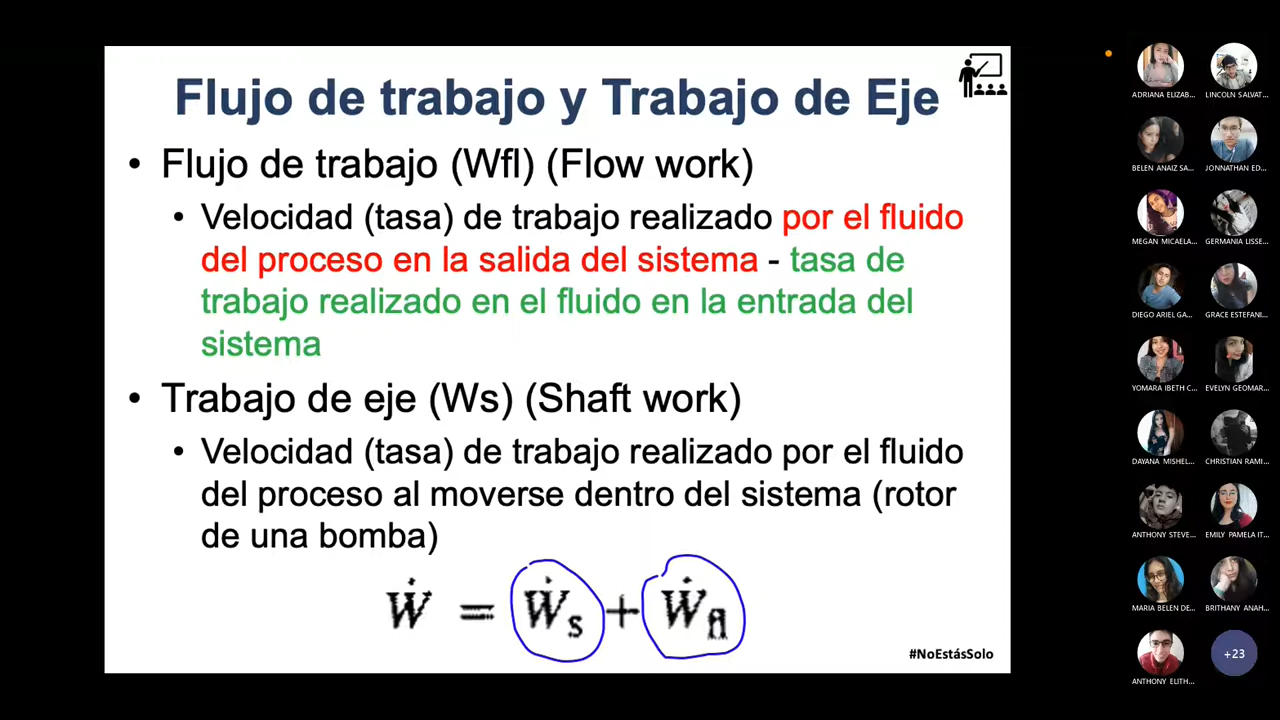 Flujo de trabajo y Trabajo de Eje
• Flujo de trabajo (Wfl) (Flow work)
• Velocidad (tasa) de trabajo realizado por el fluido
del proceso en la salida del sistema - tasa de
trabajo realizado en el fluido en la entrada del
sistema
• Trabajo de eje (Ws) (Shaft work)
• Velocidad (tasa) de trabajo realizado por el fluido
del proceso al moverse dentro del sistema (rotor
de una bomba)
Ẇ = Ẇs + Ẇfl
#NoEstásSolo
ADRIANA ELIZAB...
LINCOLN SALVAT...
BELEN ANAIZ SA...
JONNATHAN ED...
MEGAN MICAELA...
GERMANIA LISSE...
DIEGO ARIEL GA...
GRACE ESTEFANI...
YOMARA IBETH C...
EVELYN GEOMAR...
DAYANA MISHEL...
CHRISTIAN RAMI...
ANTHONY STEVE...
EMILY PAMELA IT...
MARIA BELEN DE...
BRITHANY ANAH...
ANTHONY ELITH...
+23